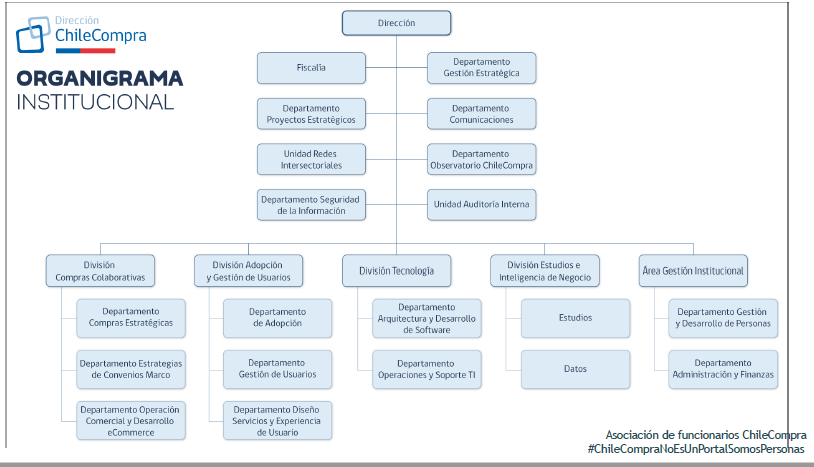 Dirección
ChileCompra
ORGANIGRAMA
INSTITUCIONAL
Dirección
Fiscalía
Departamento
Gestión Estratégica
Departamento
Proyectos Estratégicos
Departamento
Comunicaciones
Unidad Redes
Intersectoriales
Departamento
Observatorio ChileCompra
Departamento Seguridad
de la Información
Unidad Auditoría Interna
División
Compras Colaborativas
División Adopción
y Gestión de Usuarios
División Tecnología
División Estudios e
Inteligencia de Negocio
Área Gestión Institucional
Departamento
Compras Estratégicas
Departamento Estrategias
de Convenios Marco
Departamento Operación
Comercial y Desarrollo
eCommerce
Departamento
de Adopción
Departamento
Gestión de Usuarios
Departamento Diseño
Servicios y Experiencia
de Usuario
Departamento
Arquitectura y Desarrollo
de Software
Departamento
Operaciones y Soporte TI
Estudios
Datos
Departamento Gestión
y Desarrollo de Personas
Departamento
Administración y Finanzas
Asociación de funcionarios ChileCompra
#ChileCompraNoEsUnPortalSomosPersonas